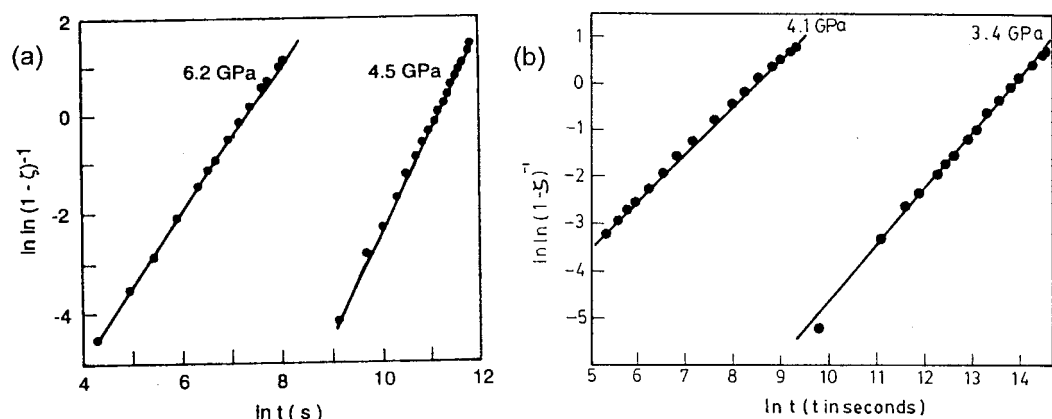 (a)
ln ln (1 - ζ)⁻¹
2
0
-2
-4
6.2 GPa
4.5 GPa
4 6 8 10 12
ln t (s)
(b)
ln ln (1-ξ)⁻¹
1
0
-1
-2
-3
-4
-5
4.1 GPa
3.4 GPa
5 6 7 8 9 10 11 12 13 14
ln t (t in seconds)